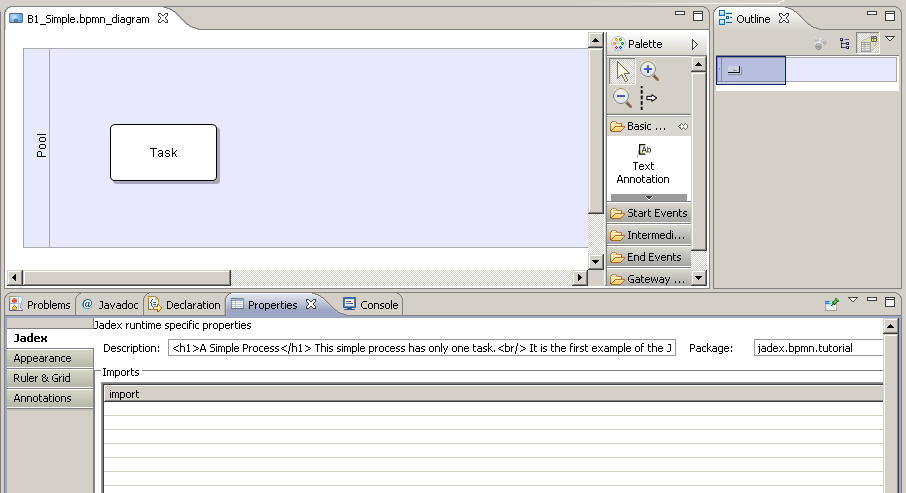 B1_Simple.bpmn_diagram
Outline
Palette
Pool
Task
Basic ...
Ab
Text
Annotation
Start Events
Intermedi...
End Events
Gateway ...
Problems
@ Javadoc
Declaration
Properties
Console
Jadex runtime specific properties
Jadex
Appearance
Ruler & Grid
Annotations
Description: <h1>A Simple Process</h1> This simple process has only one task.<br/> It is the first example of the J Package: jadex.bpmn.tutorial
Imports
import